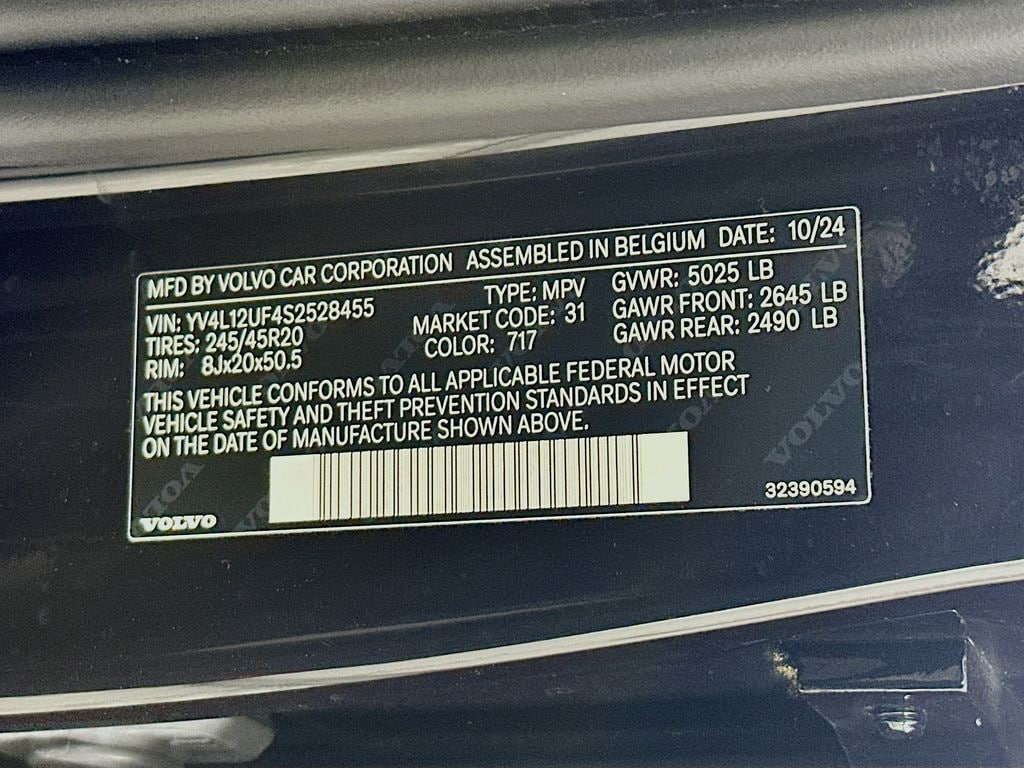 MFD BY VOLVO CAR CORPORATION ASSEMBLED IN BELGIUM DATE: 10/24
VIN: YV4L12UF4S2528455 TYPE: MPV GVWR: 5025 LB
TIRES: 245/45R20 MARKET CODE: 31 GAWR FRONT: 2645 LB
RIM: 8Jx20x50.5 COLOR: 717 GAWR REAR: 2490 LB
THIS VEHICLE CONFORMS TO ALL APPLICABLE FEDERAL MOTOR
VEHICLE SAFETY AND THEFT PREVENTION STANDARDS IN EFFECT
ON THE DATE OF MANUFACTURE SHOWN ABOVE.
VOLVO 32390594
VOLVO